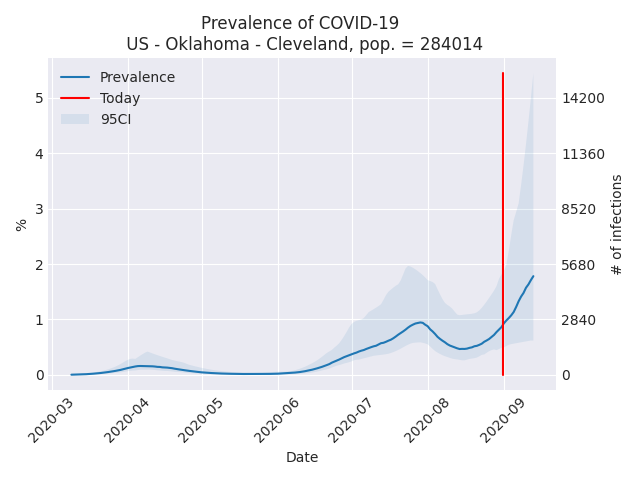 Prevalence of COVID-19
US - Oklahoma - Cleveland, pop. = 284014
Prevalence
Today
95CI
5
4
3
2
1
0
%
14200
11360
8520
5680
2840
0
# of infections
2020-03
2020-04
2020-05
2020-06
2020-07
2020-08
2020-09
Date